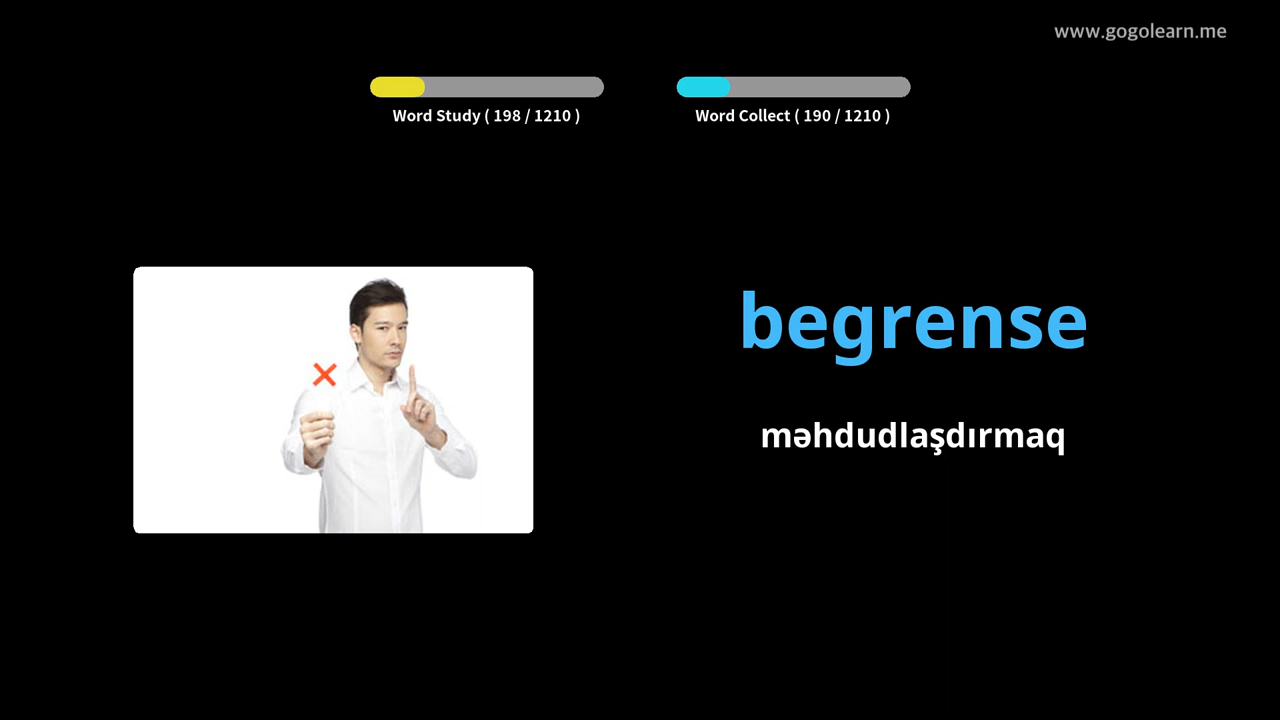 www.gogolearn.me
Word Study ( 198 / 1210 )
Word Collect ( 190 / 1210 )
begrense
məhdudlaşdırmaq